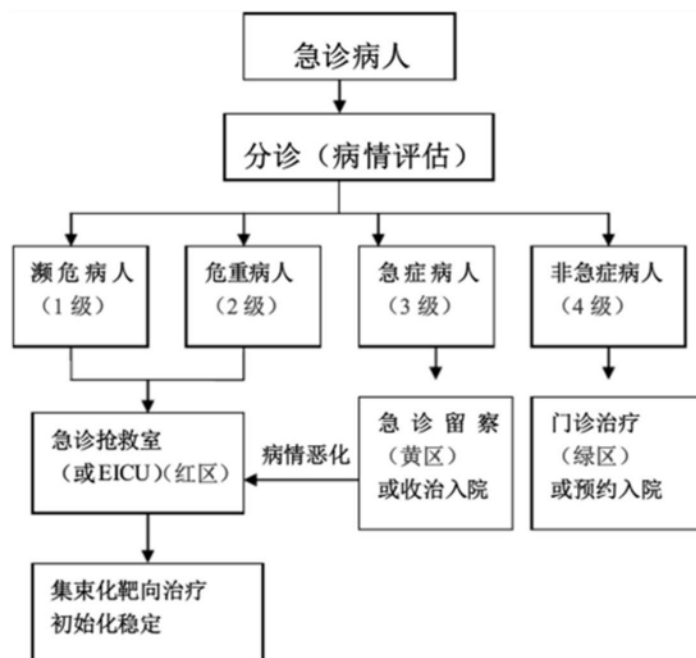 急诊病人
分诊（病情评估）
濒危病人
（1级）
危重病人
（2级）
急症病人
（3级）
非急症病人
（4级）
急诊抢救室
（或EICU）（红区）
病情恶化
急诊留察
（黄区）
或收治入院
门诊治疗
（绿区）
或预约入院
集束化靶向治疗
初始化稳定